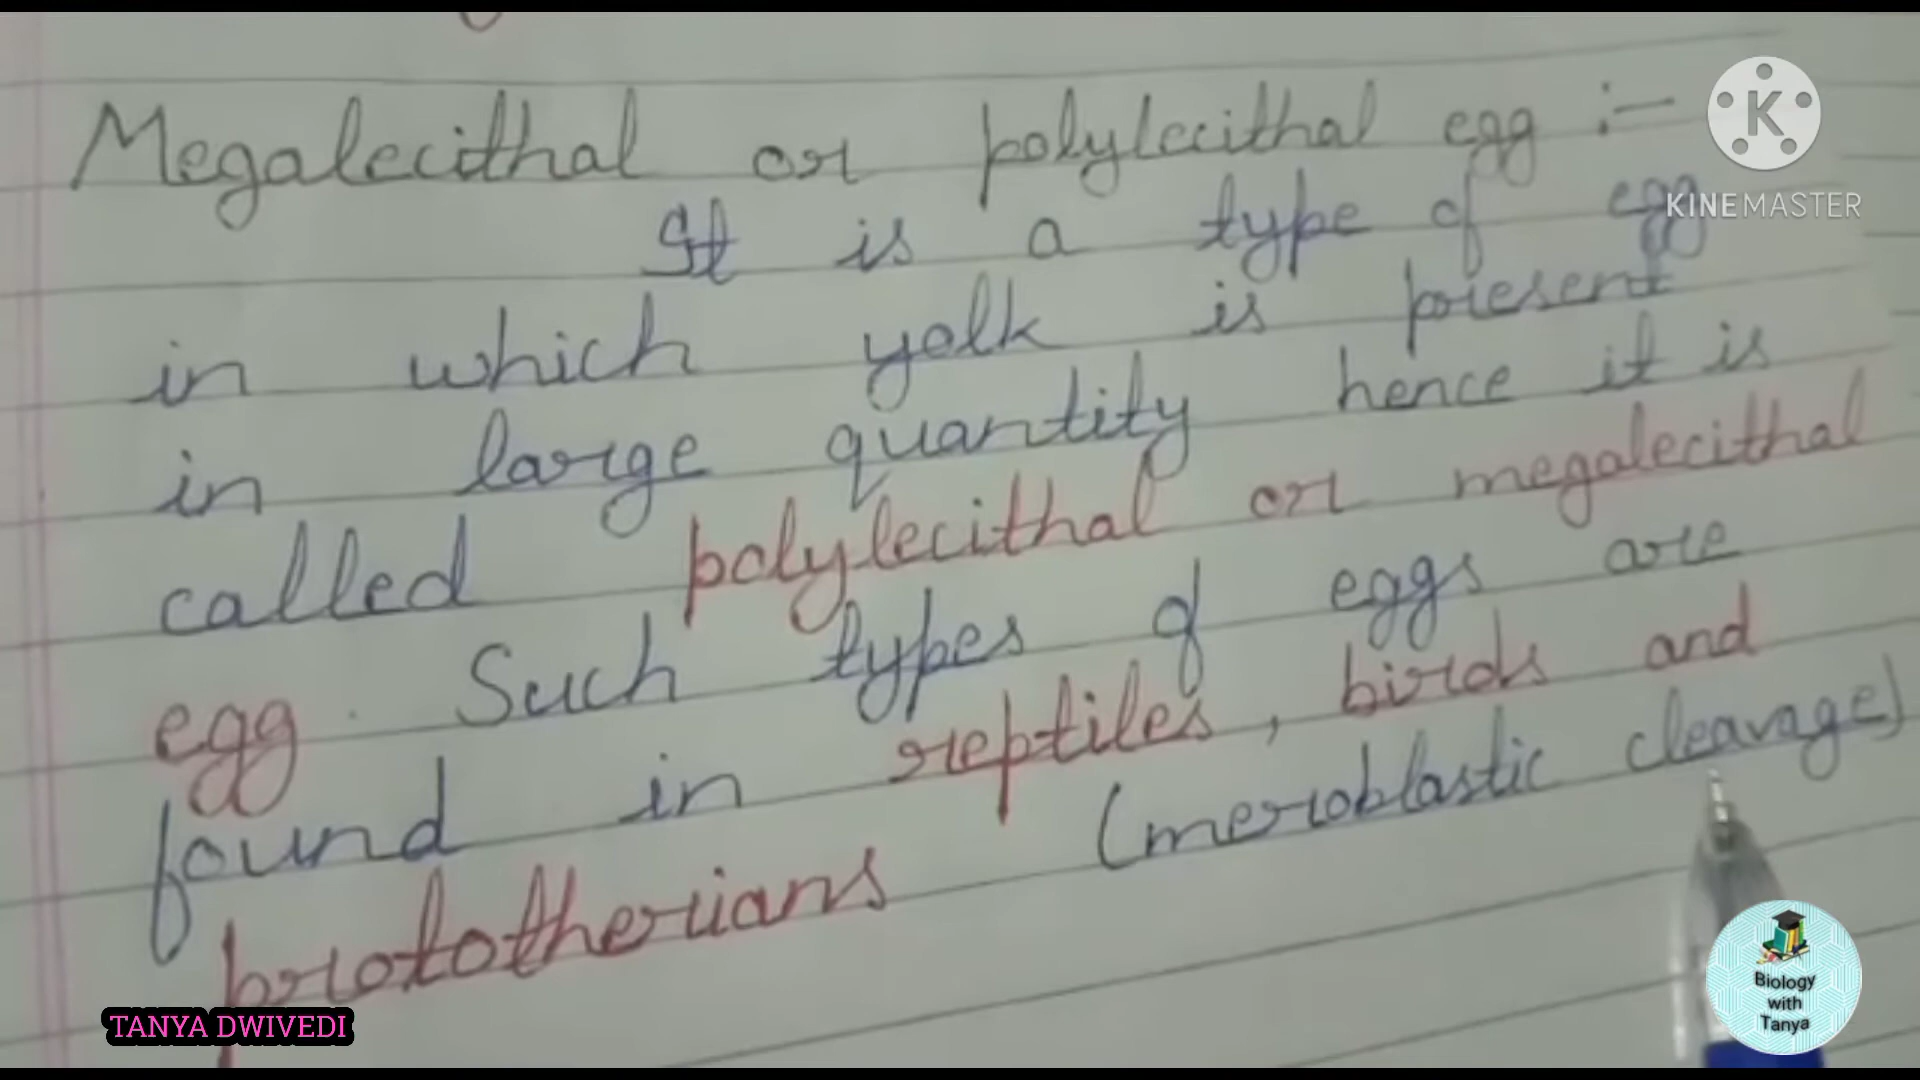 Megalecithal or polylecithal egg :-
It is a type of egg
in which yolk is present
in large quantity hence it is
called polylecithal or megalecithal
egg. Such types of eggs are
found in reptiles, birds and
prototherians (meroblastic cleavage)
KINEMASTER
TANYA DWIVEDI
Biology
with
Tanya